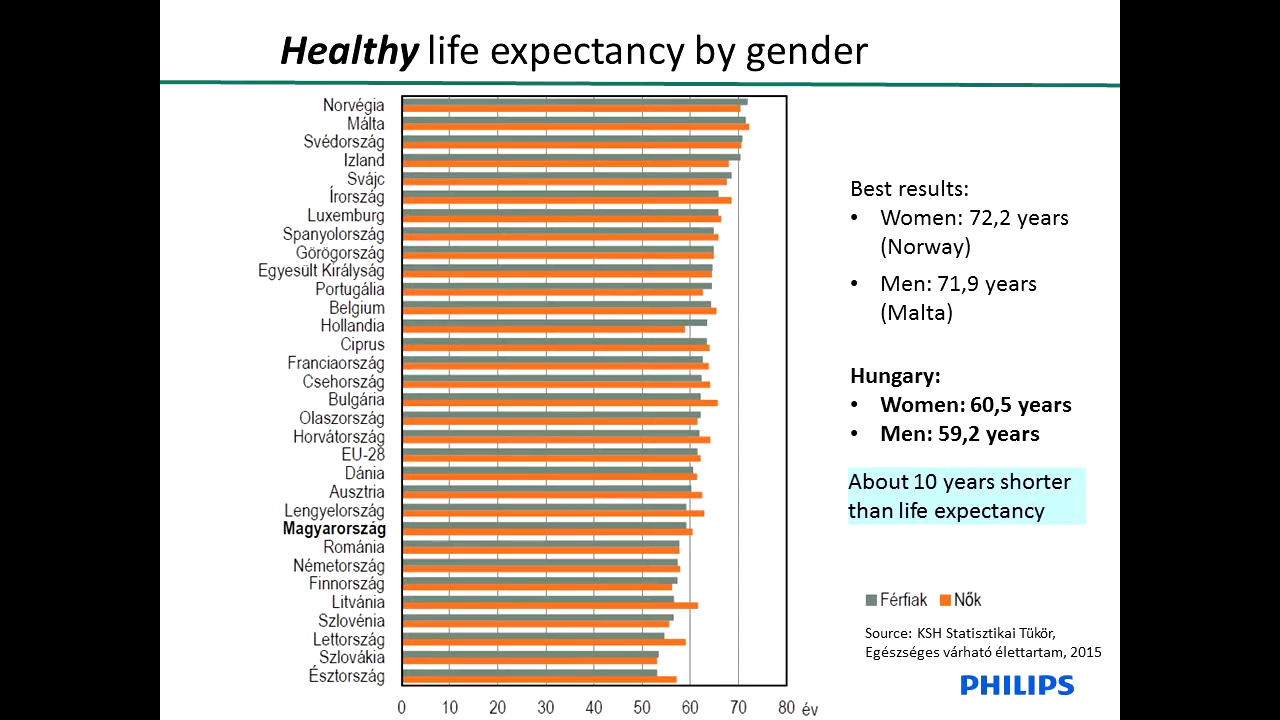 Healthy life expectancy by gender
Norvégia
Málta
Svédország
Izland
Svájc
Írország
Luxemburg
Spanyolország
Görögország
Egyesült Királyság
Portugália
Belgium
Hollandia
Ciprus
Franciaország
Csehország
Bulgária
Olaszország
Horvátország
EU-28
Dánia
Ausztria
Lengyelország
Magyarország
Románia
Németország
Finnország
Litvánia
Szlovénia
Lettország
Szlovákia
Észtország
0 10 20 30 40 50 60 70 80 év
Best results:
• Women: 72,2 years
(Norway)
• Men: 71,9 years
(Malta)
Hungary:
• Women: 60,5 years
• Men: 59,2 years
About 10 years shorter
than life expectancy
Férfiak Nők
Source: KSH Statisztikai Tükör,
Egészséges várható élettartam, 2015
PHILIPS